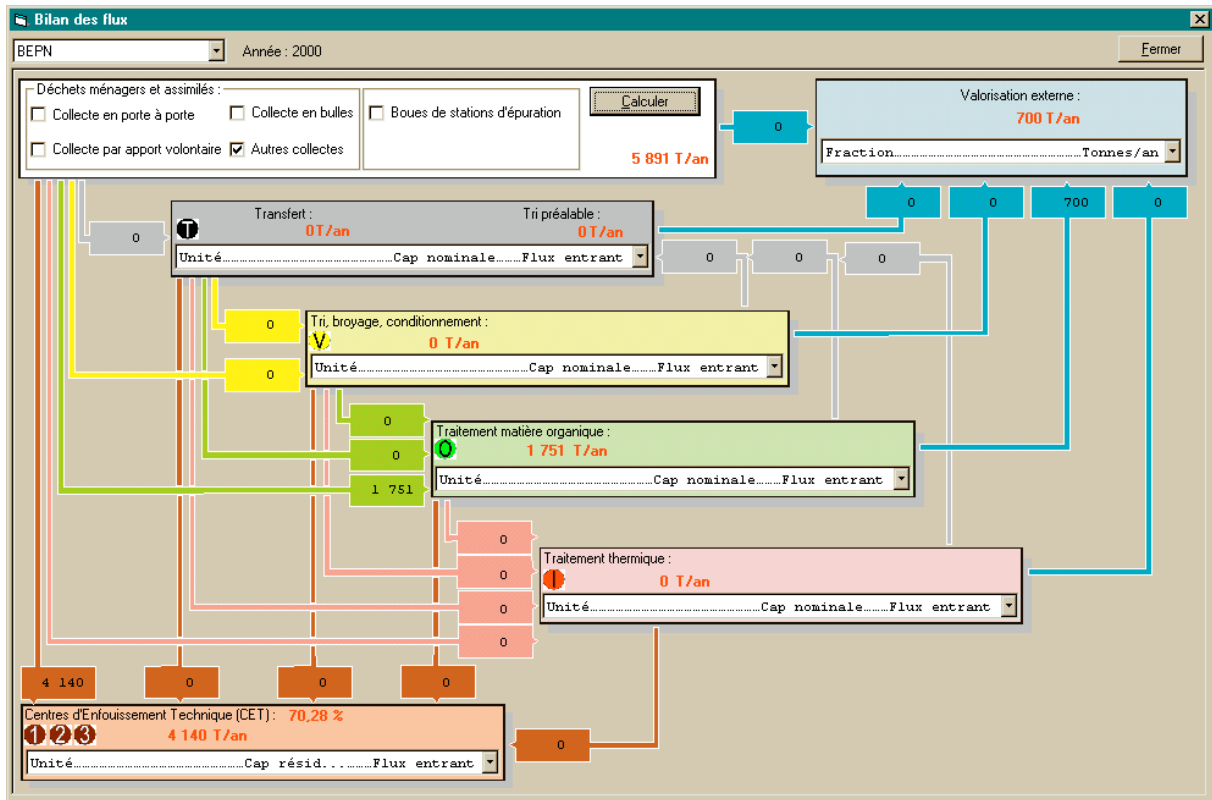 Bilan des flux
BEPN
Année : 2000
Fermer
Déchets ménagers et assimilés :
Collecte en porte à porte
Collecte en bulles
Boues de stations d'épuration
Calculer
Collecte par apport volontaire
Autres collectes
5 891 T/an
0
Valorisation externe :
700 T/an
Fraction.......Tonnes/an
0
0
700
0
0
T
Transfert :
Tri préalable :
0T/an
0T/an
Unité.......Cap nominale.......Flux entrant
0
0
0
0
Tri, broyage, conditionnement :
V
0 T/an
Unité.......Cap nominale.......Flux entrant
0
0
Traitement matière organique :
O
1 751 T/an
0
Unité.......Cap nominale.......Flux entrant
1 751
0
Traitement thermique :
I
0 T/an
0
Unité.......Cap nominale.......Flux entrant
0
0
4 140
0
0
0
Centres d'Enfouissement Technique (CET) : 70,28 %
1 2 3
4 140 T/an
0
Unité.......Cap résid..........Flux entrant